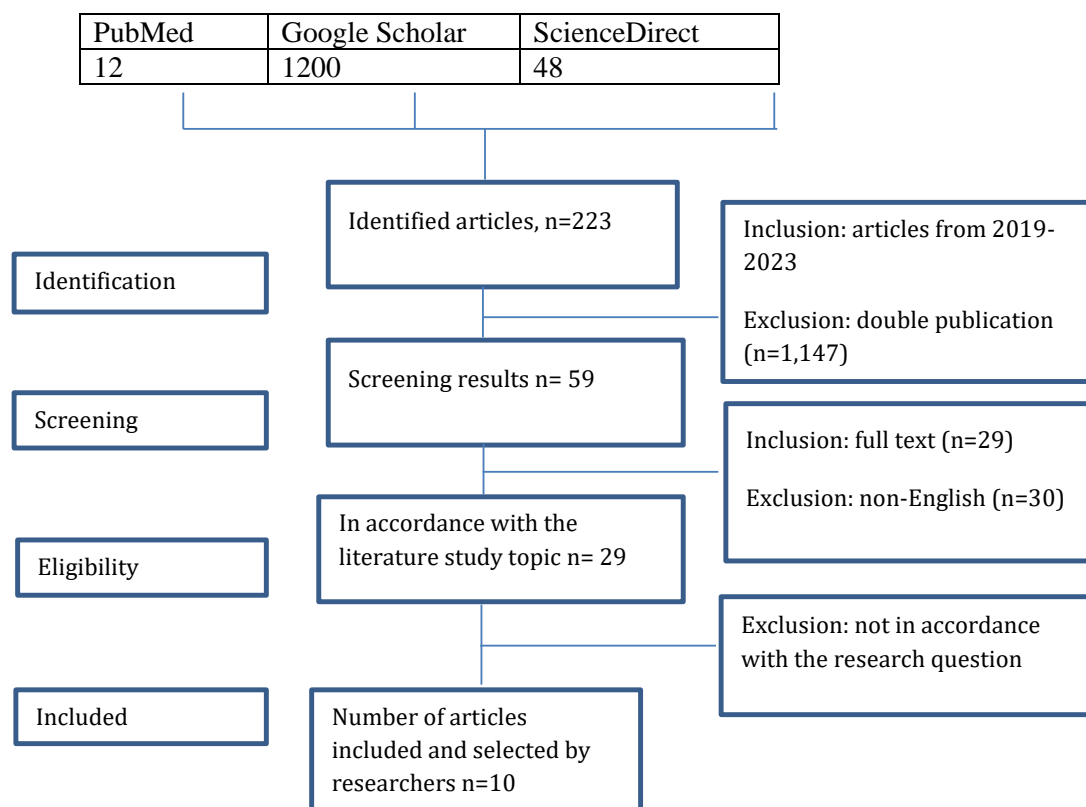 PubMed Google Scholar ScienceDirect
12 1200 48
Identified articles, n=223
Inclusion: articles from 2019-
2023
Exclusion: double publication
(n=1,147)
Identification
Screening results n= 59
Screening
Inclusion: full text (n=29)
Exclusion: non-English (n=30)
In accordance with the
literature study topic n= 29
Eligibility
Exclusion: not in accordance
with the research question
Included
Number of articles
included and selected by
researchers n=10